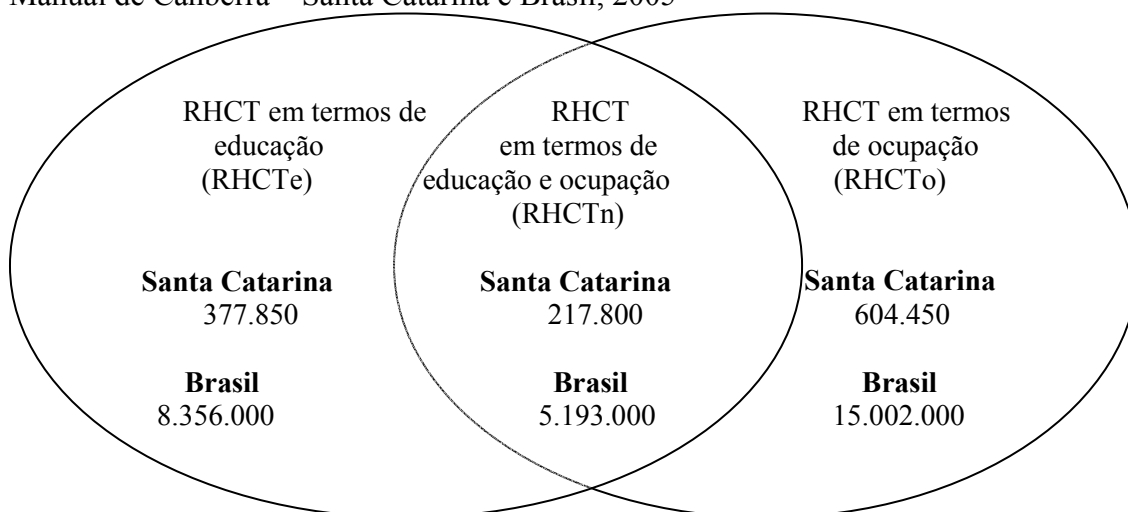 Manual de Canberra – Santa Catarina e Brasil, 2005
RHCT em termos de
educação
(RHCTe)
RHCT
em termos de
educação e ocupação
(RHCTn)
RHCT em termos
de ocupação
(RHCTo)
Santa Catarina
377.850
Santa Catarina
217.800
Santa Catarina
604.450
Brasil
8.356.000
Brasil
5.193.000
Brasil
15.002.000